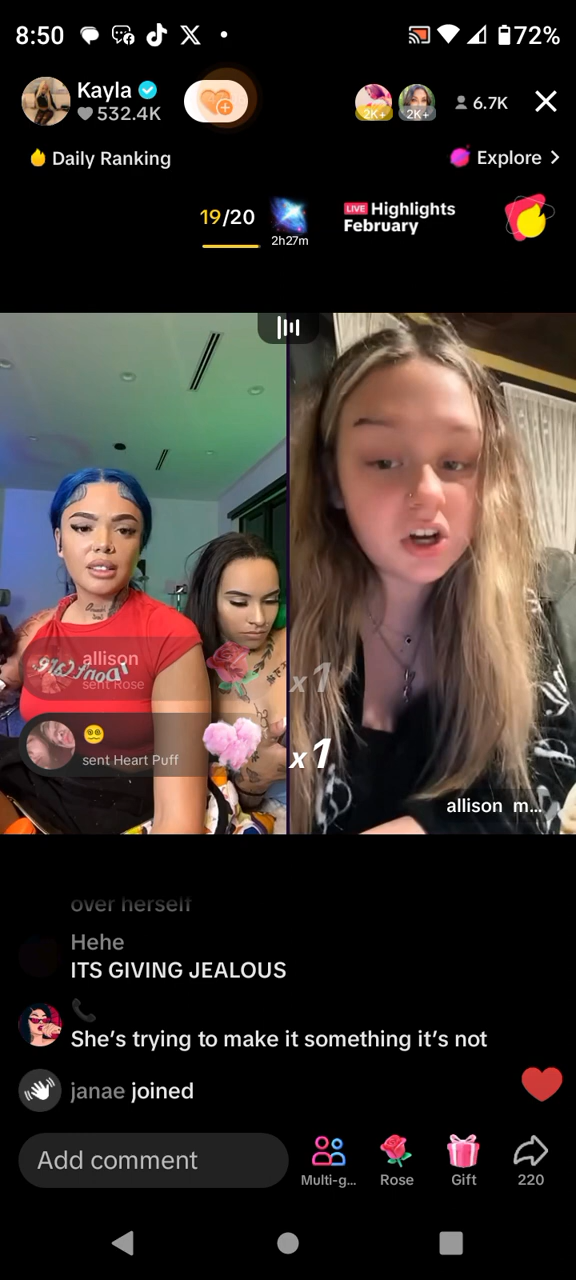 8:50
72%
Kayla
532.4K
2K+
2K+
6.7K
Daily Ranking
Explore >
19/20
2h27m
LIVE Highlights
February
I Don't Care.
allison
sent Rose
x1
sent Heart Puff
x1
allison m...
over herself
Hehe
ITS GIVING JEALOUS
She's trying to make it something it's not
janae joined
Add comment
Multi-g...
Rose
Gift
220